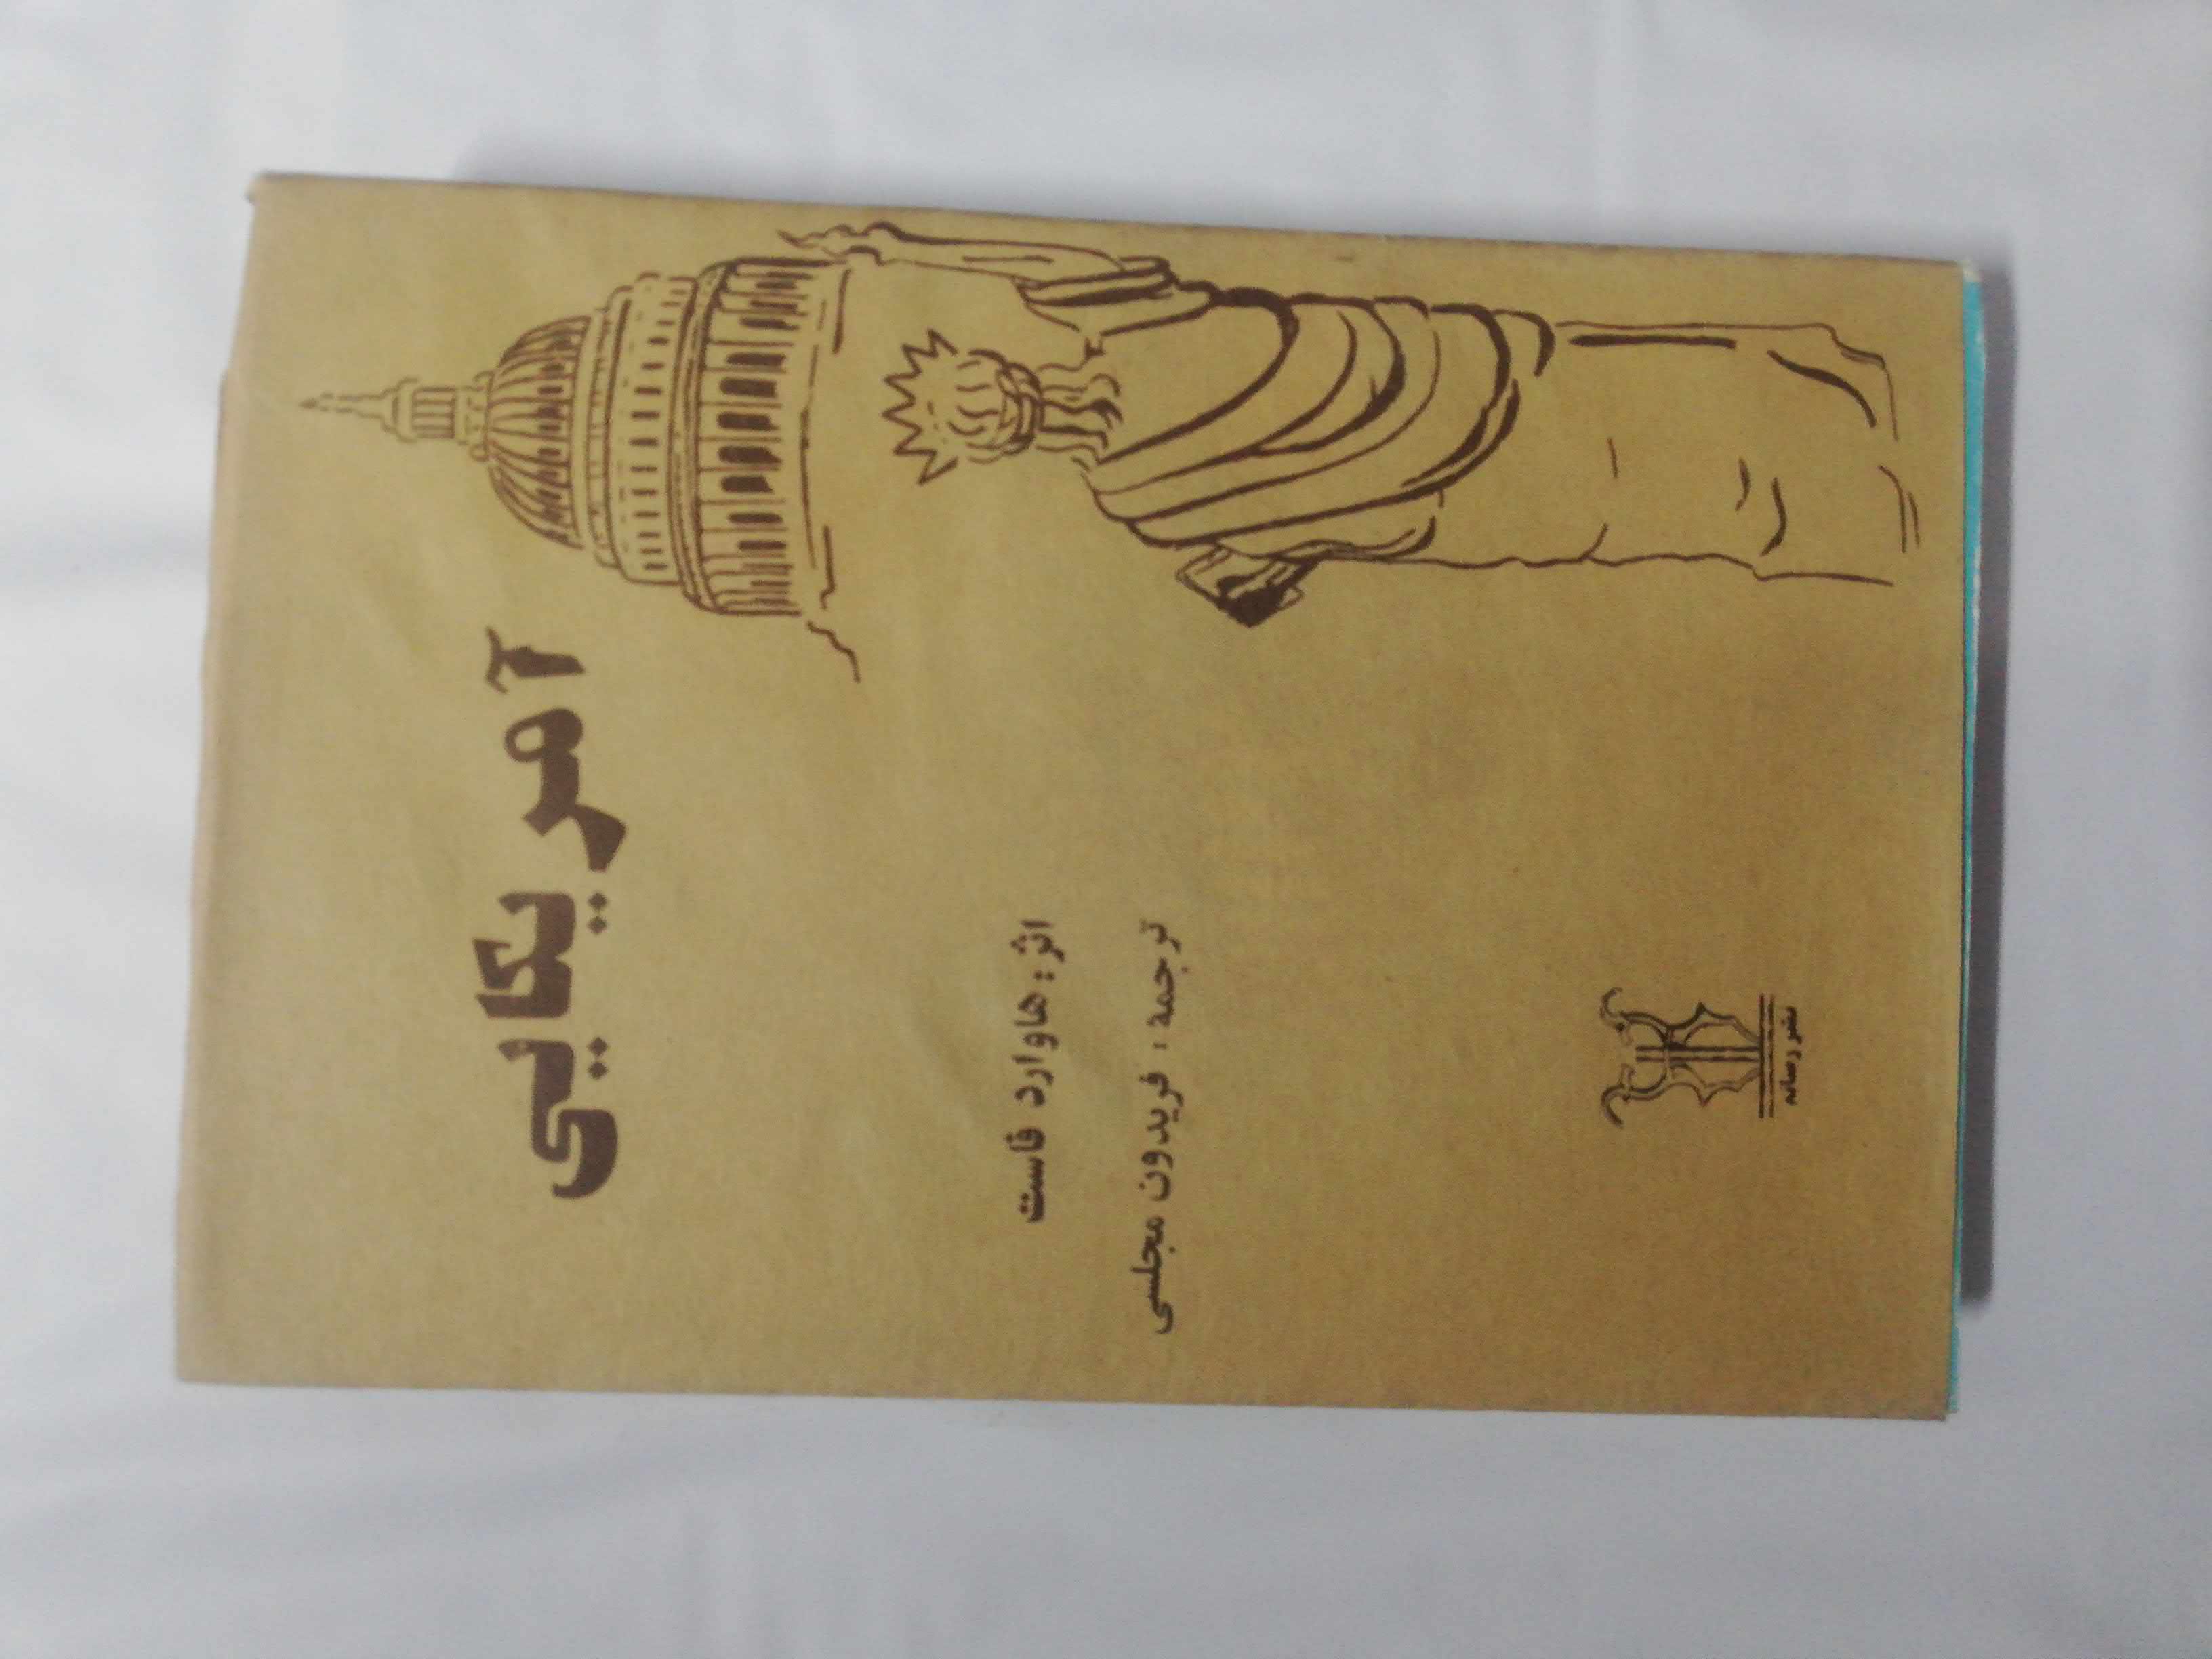 آمریکایی
اثر: هاوارد فاست
ترجمهٔ: فریدون مجلسی
نشر رسانه